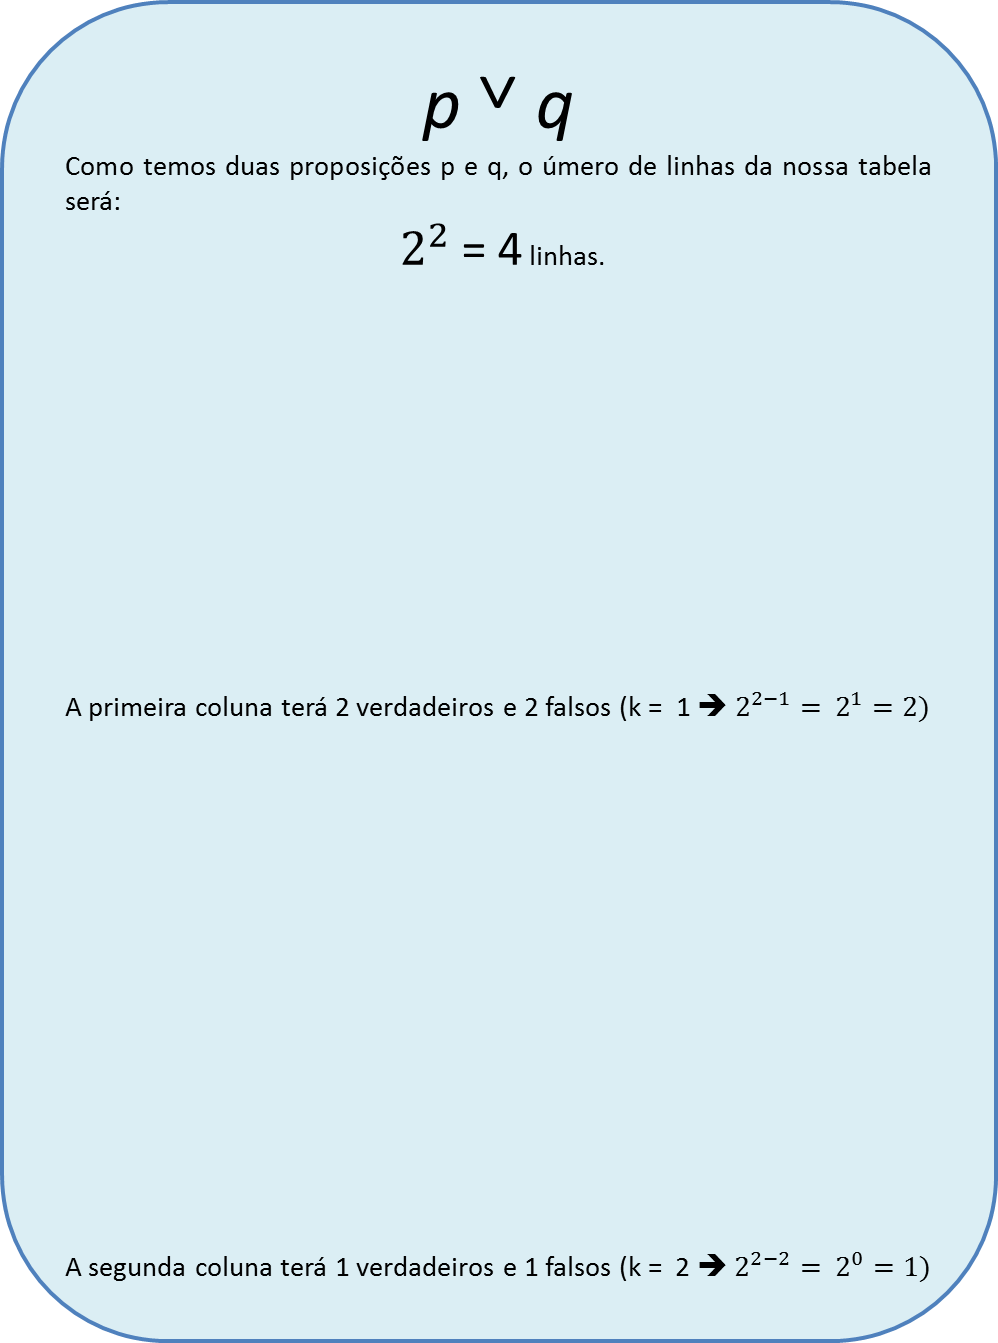 p ˅ q
Como temos duas proposições p e q, o úmero de linhas da nossa tabela
será:
2² = 4 linhas.
A primeira coluna terá 2 verdadeiros e 2 falsos (k = 1 🡺 2²⁻¹ = 2¹ = 2)
A segunda coluna terá 1 verdadeiros e 1 falsos (k = 2 🡺 2²⁻² = 2⁰ = 1)